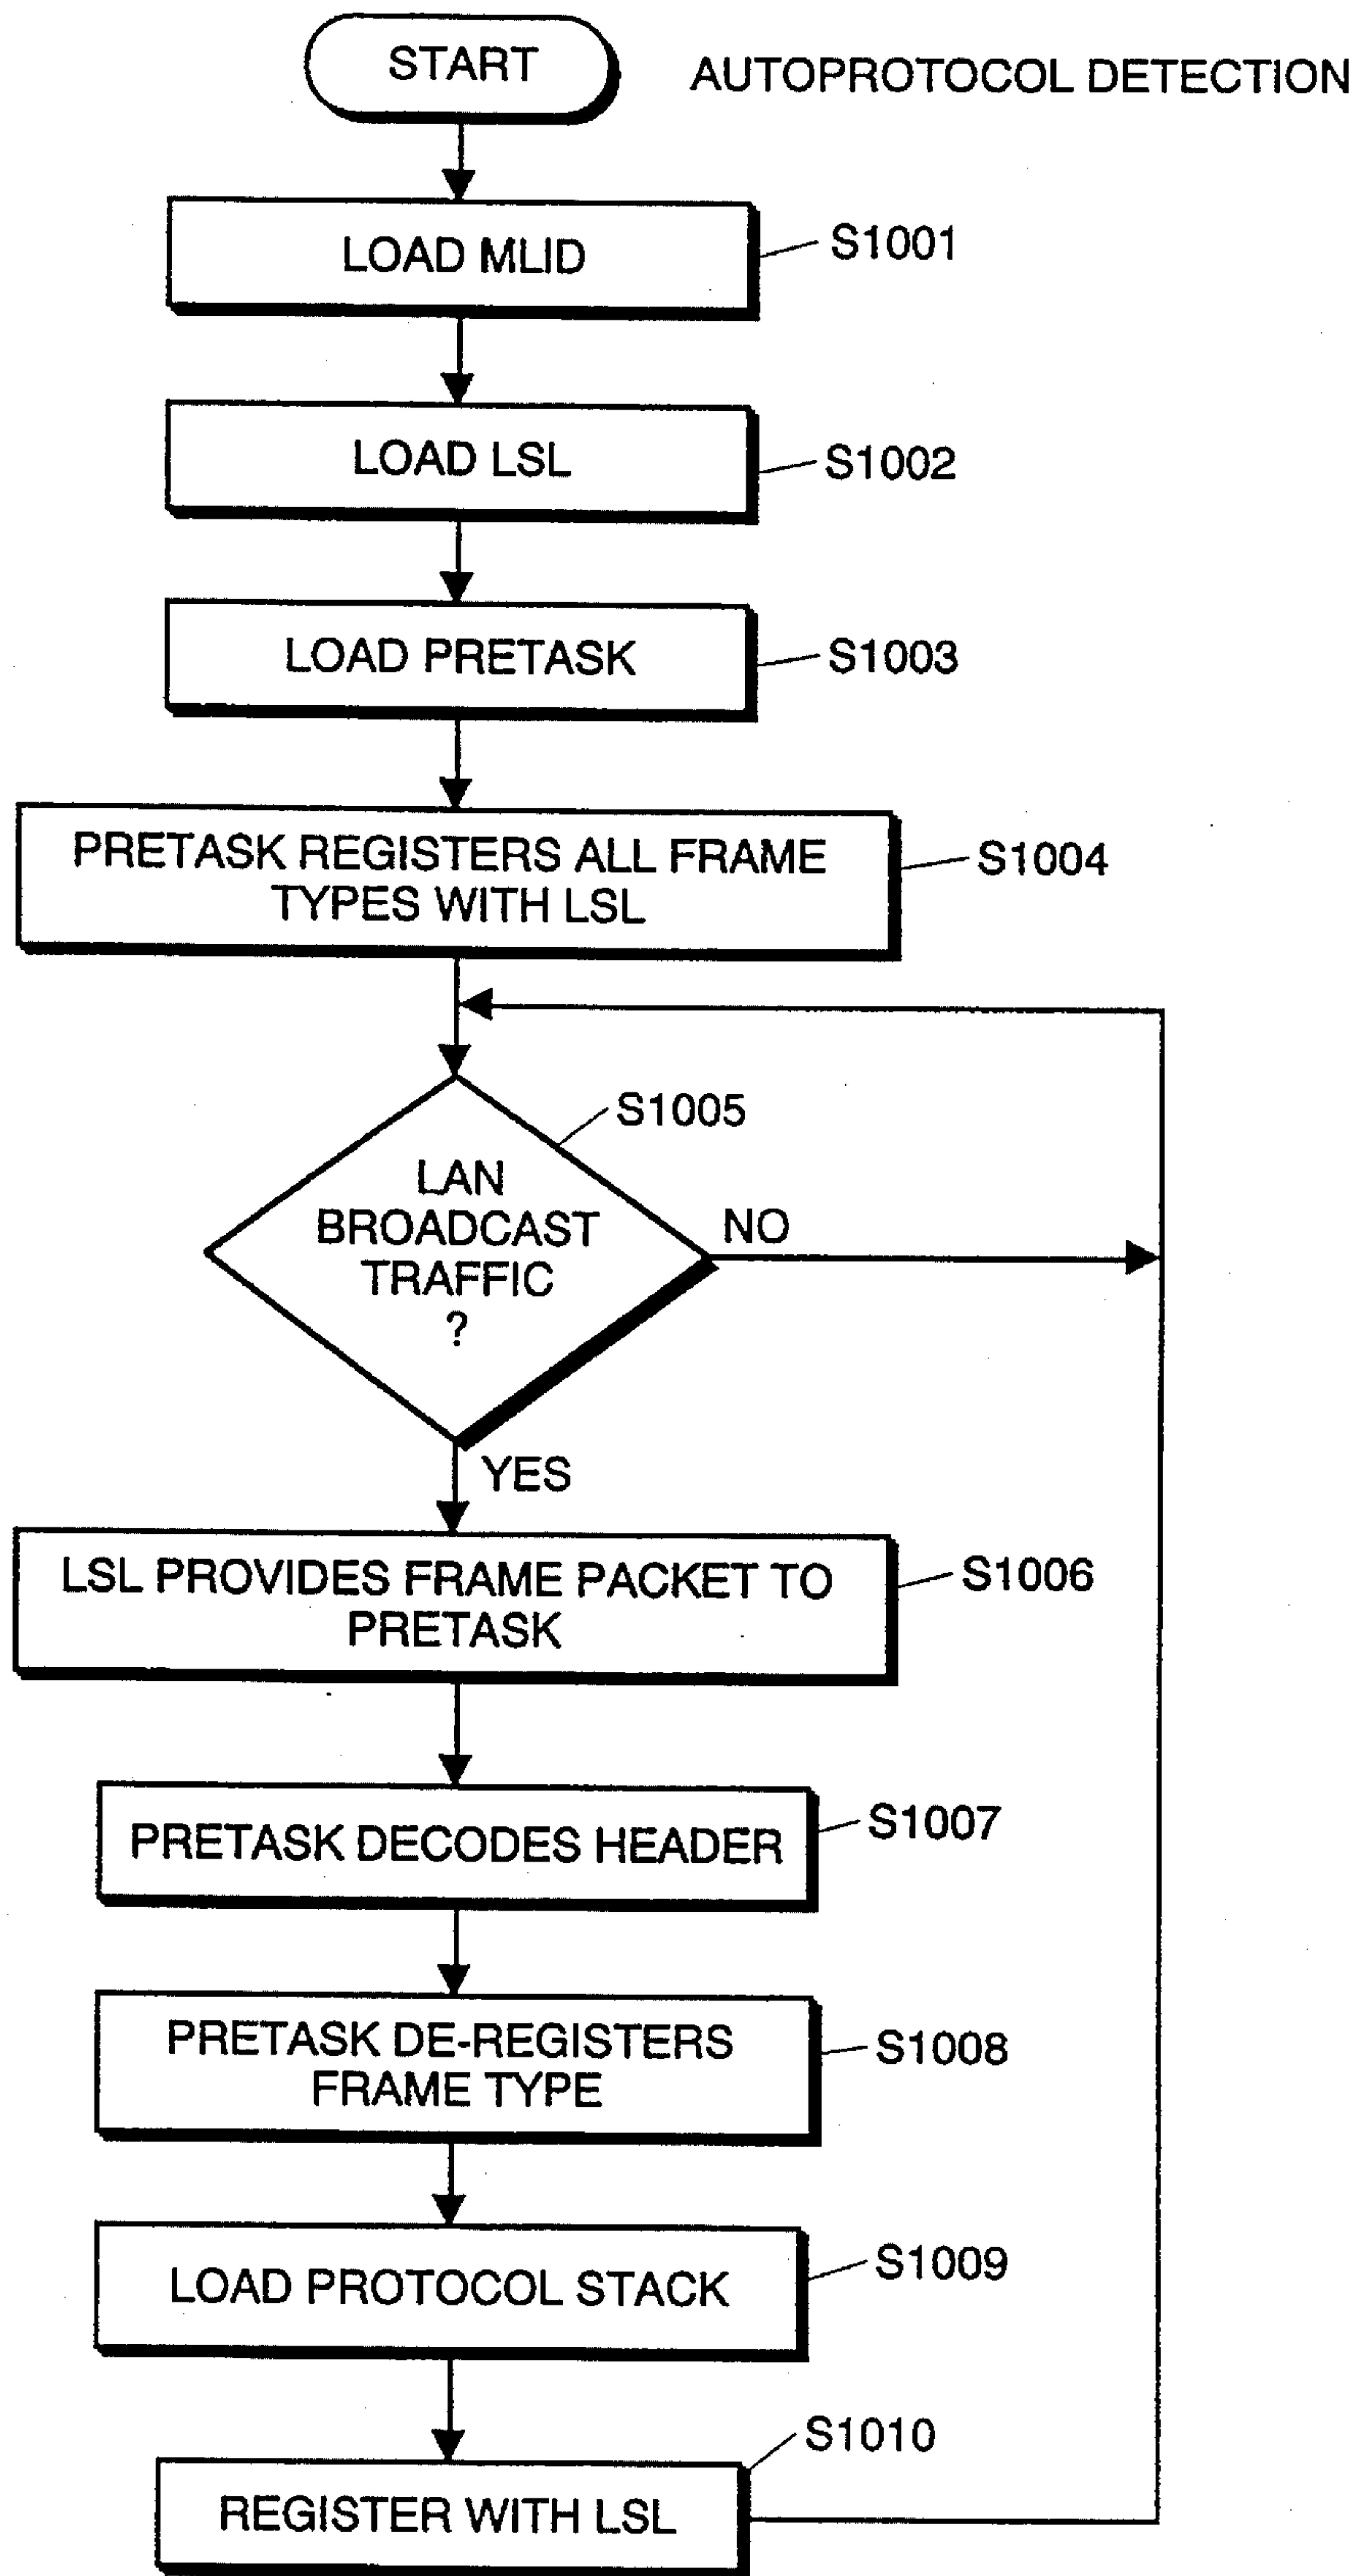 START
AUTOPROTOCOL DETECTION
LOAD MLID
S1001
LOAD LSL
S1002
LOAD PRETASK
S1003
PRETASK REGISTERS ALL FRAME
TYPES WITH LSL
S1004
S1005
LAN
BROADCAST
TRAFFIC
?
NO
YES
LSL PROVIDES FRAME PACKET TO
PRETASK
S1006
PRETASK DECODES HEADER
S1007
PRETASK DE-REGISTERS
FRAME TYPE
S1008
LOAD PROTOCOL STACK
S1009
S1010
REGISTER WITH LSL